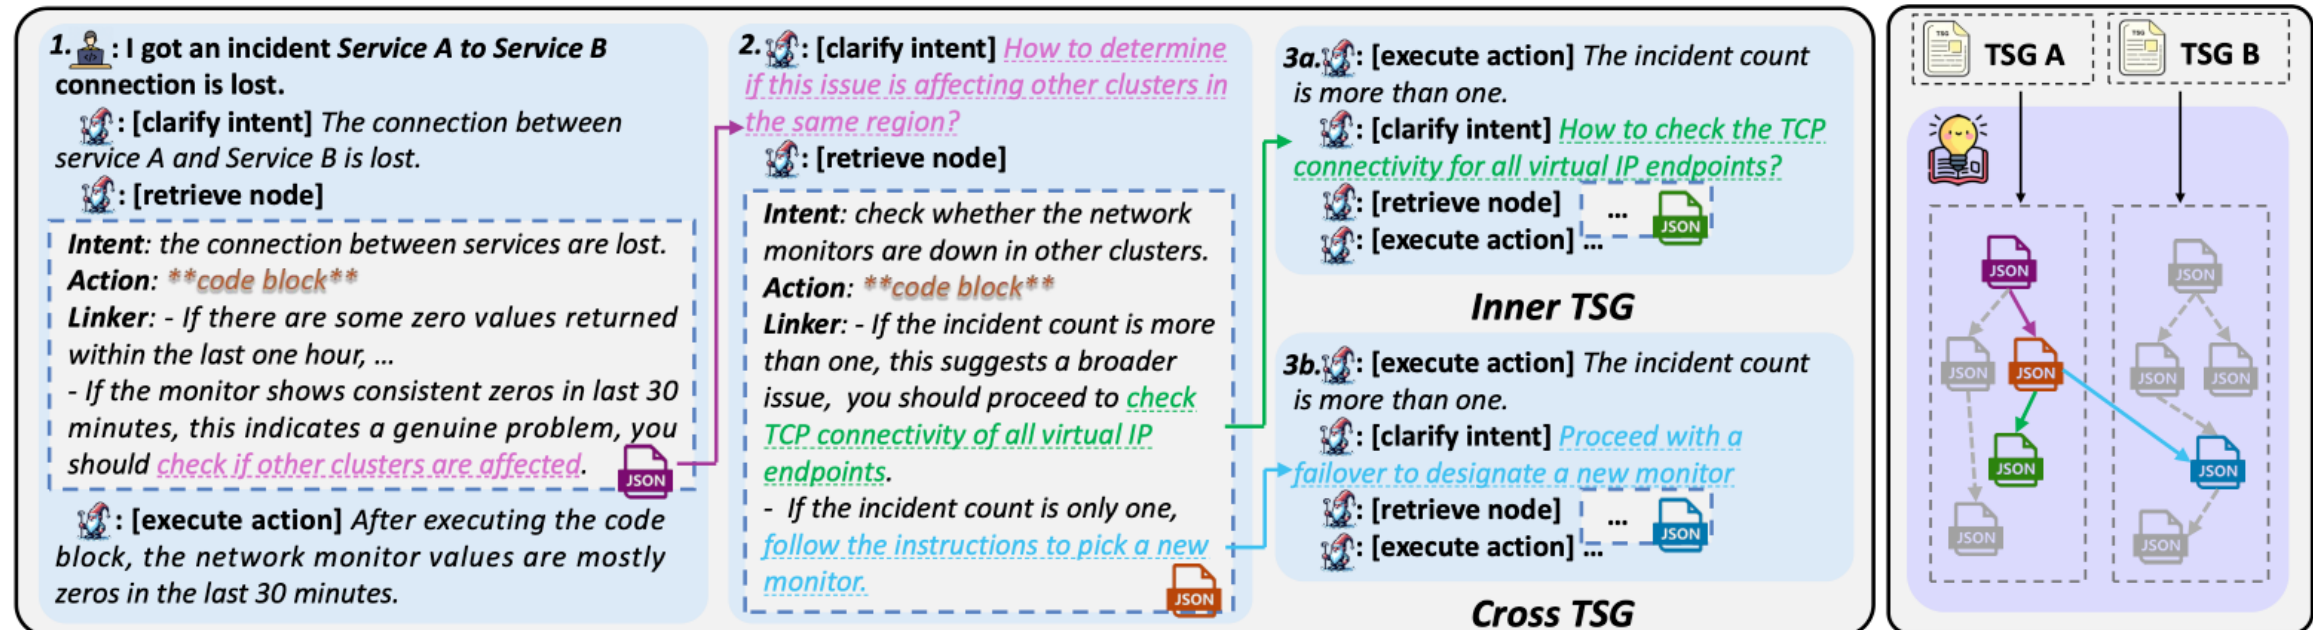 1. : I got an incident Service A to Service B
connection is lost.
: [clarify intent] The connection between
service A and Service B is lost.
: [retrieve node]
Intent: the connection between services are lost.
Action: **code block**
Linker: - If there are some zero values returned
within the last one hour, ...
- If the monitor shows consistent zeros in last 30
minutes, this indicates a genuine problem, you
should check if other clusters are affected.
JSON
: [execute action] After executing the code
block, the network monitor values are mostly
zeros in the last 30 minutes.
2. : [clarify intent] How to determine
if this issue is affecting other clusters in
the same region?
: [retrieve node]
Intent: check whether the network
monitors are down in other clusters.
Action: **code block**
Linker: - If the incident count is more
than one, this suggests a broader
issue, you should proceed to check
TCP connectivity of all virtual IP
endpoints.
- If the incident count is only one,
follow the instructions to pick a new
monitor.
JSON
3a. : [execute action] The incident count
is more than one.
: [clarify intent] How to check the TCP
connectivity for all virtual IP endpoints?
: [retrieve node] ...
JSON
: [execute action] ...
Inner TSG
3b. : [execute action] The incident count
is more than one.
: [clarify intent] Proceed with a
failover to designate a new monitor
: [retrieve node] ...
JSON
: [execute action] ...
Cross TSG
TSG TSG A
TSG TSG B
JSON
JSON
JSON
JSON
JSON
JSON
JSON
JSON
JSON
JSON
JSON